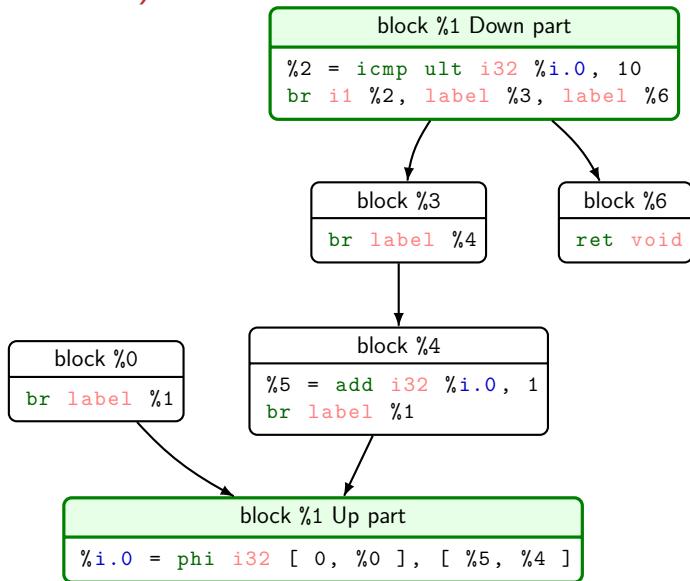 block %1 Down part
%2 = icmp ult i32 %i.0, 10
br i1 %2, label %3, label %6
block %3
br label %4
block %6
ret void
block %0
br label %1
block %4
%5 = add i32 %i.0, 1
br label %1
block %1 Up part
%i.0 = phi i32 [ 0, %0 ], [ %5, %4 ]